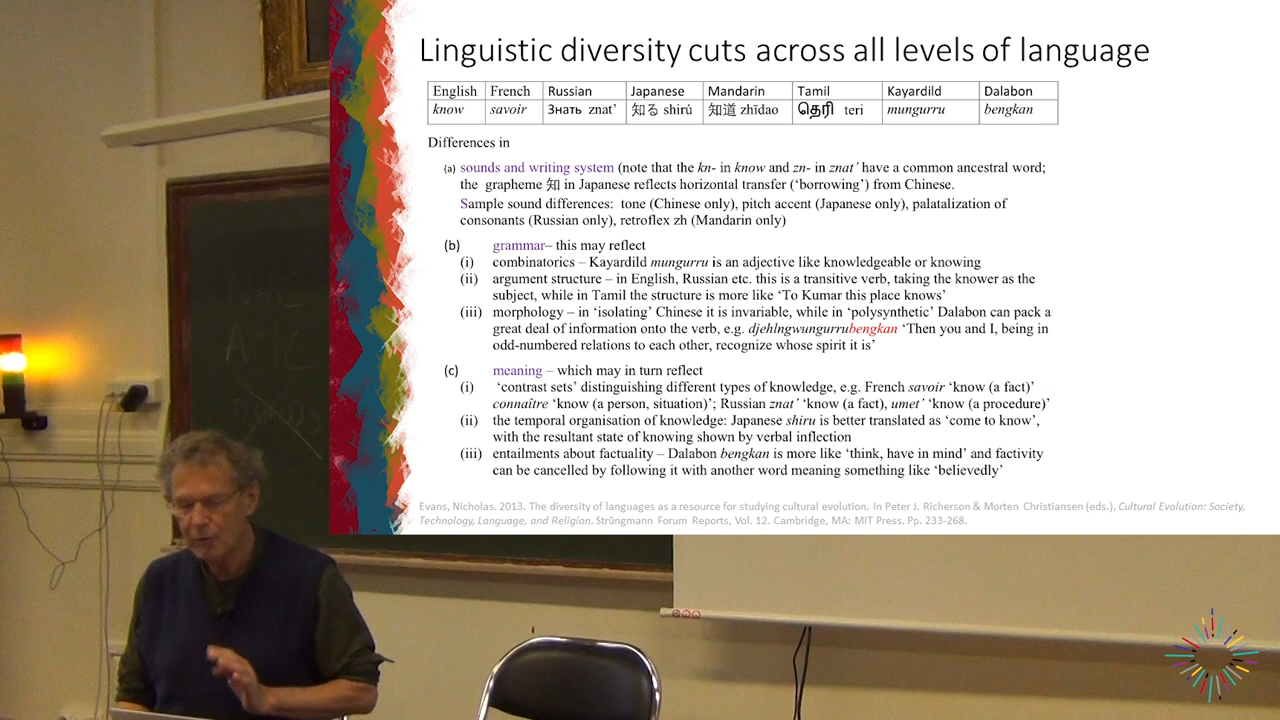 Linguistic diversity cuts across all levels of language
English French Russian Japanese Mandarin Tamil Kayardild Dalabon
know savoir Знать znat’ 知る shirú 知道 zhīdao தெரி teri mungurru bengkan
Differences in
(a) sounds and writing system (note that the kn- in know and zn- in znat’ have a common ancestral word;
the grapheme 知 in Japanese reflects horizontal transfer (‘borrowing’) from Chinese.
Sample sound differences: tone (Chinese only), pitch accent (Japanese only), palatalization of
consonants (Russian only), retroflex zh (Mandarin only)
(b) grammar– this may reflect
(i) combinatorics – Kayardild mungurru is an adjective like knowledgeable or knowing
(ii) argument structure – in English, Russian etc. this is a transitive verb, taking the knower as the
subject, while in Tamil the structure is more like ‘To Kumar this place knows’
(iii) morphology – in ‘isolating’ Chinese it is invariable, while in ‘polysynthetic’ Dalabon can pack a
great deal of information onto the verb, e.g. djehlngwungurrubengkan ‘Then you and I, being in
odd-numbered relations to each other, recognize whose spirit it is’
(c) meaning – which may in turn reflect
(i) ‘contrast sets’ distinguishing different types of knowledge, e.g. French savoir ‘know (a fact)’
connaître ‘know (a person, situation)’; Russian znat’ ‘know (a fact), umet’ ‘know (a procedure)’
(ii) the temporal organisation of knowledge: Japanese shiru is better translated as ‘come to know’,
with the resultant state of knowing shown by verbal inflection
(iii) entailments about factuality – Dalabon bengkan is more like ‘think, have in mind’ and factivity
can be cancelled by following it with another word meaning something like ‘believedly’
Evans, Nicholas. 2013. The diversity of languages as a resource for studying cultural evolution. In Peter J. Richerson & Morten Christiansen (eds.), Cultural Evolution: Society,
Technology, Language, and Religion. Strüngmann Forum Reports, Vol. 12. Cambridge, MA: MIT Press. Pp. 233-268.